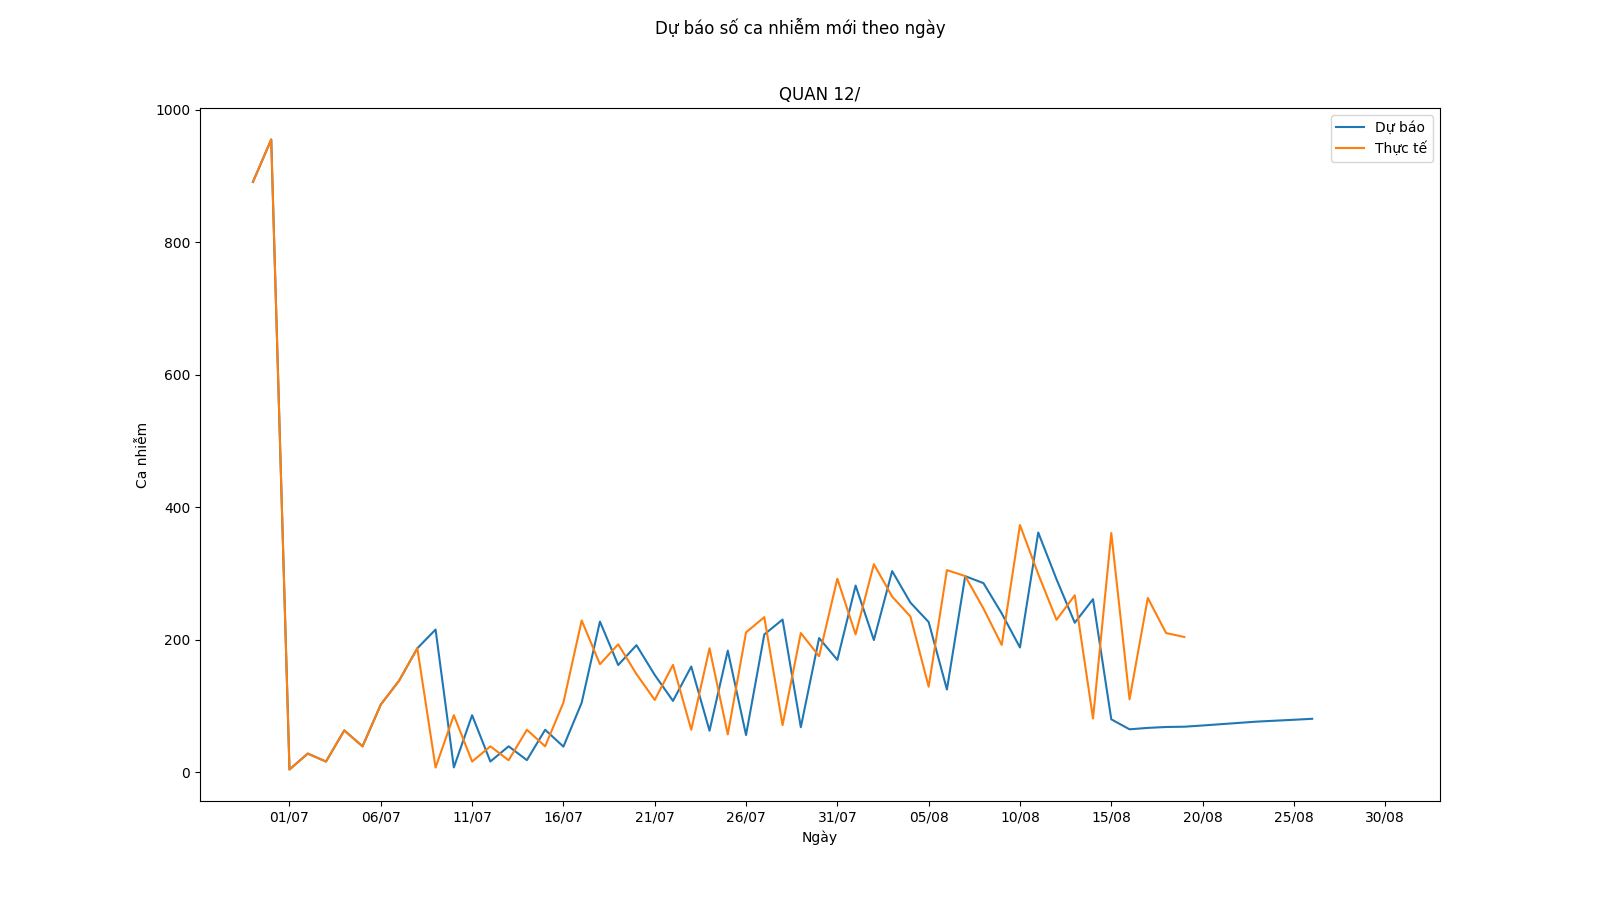 Dự báo số ca nhiễm mới theo ngày
QUAN 12/
1000
800
600
400
200
0
Ca nhiễm
Dự báo
Thực tế
01/07 06/07 11/07 16/07 21/07 26/07 31/07 05/08 10/08 15/08 20/08 25/08 30/08
Ngày